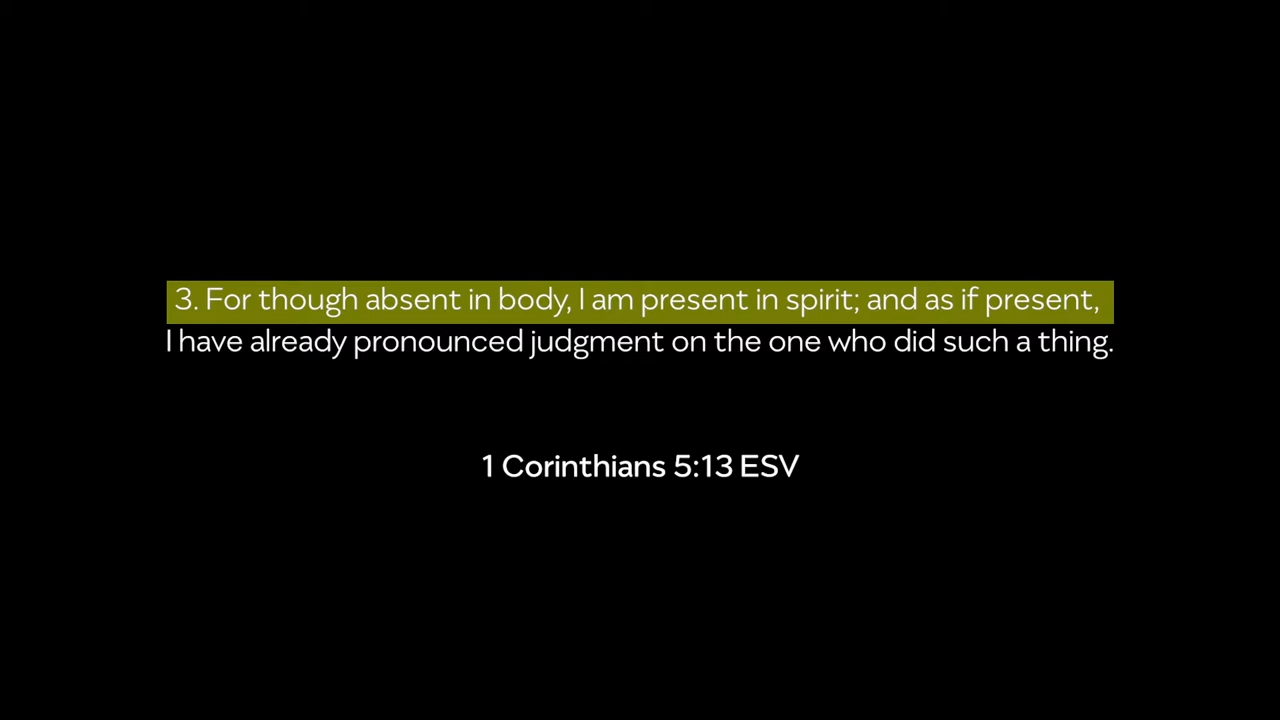 3. For though absent in body, I am present in spirit; and as if present,
I have already pronounced judgment on the one who did such a thing.
1 Corinthians 5:13 ESV